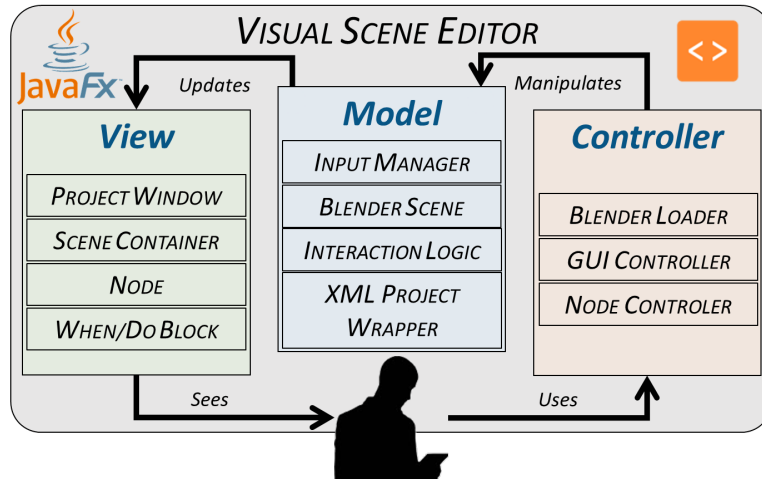 VISUAL SCENE EDITOR
JavaFx
< >
Updates
Manipulates
View
PROJECT WINDOW
SCENE CONTAINER
NODE
WHEN/DO BLOCK
Model
INPUT MANAGER
BLENDER SCENE
INTERACTION LOGIC
XML PROJECT
WRAPPER
Controller
BLENDER LOADER
GUI CONTROLLER
NODE CONTROLER
Sees
Uses